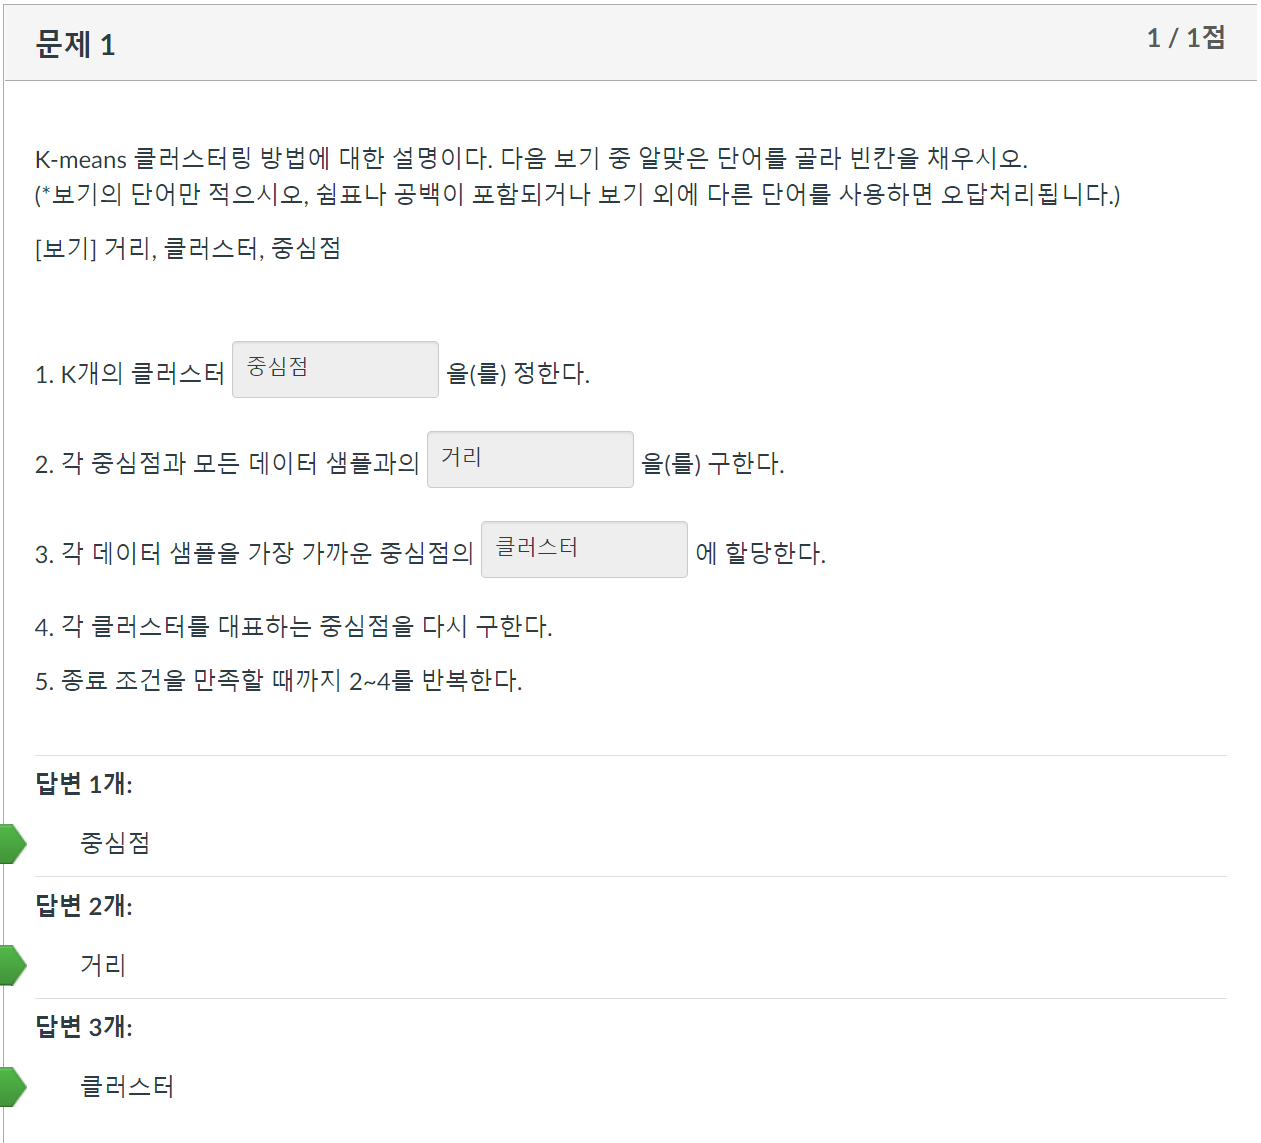 문제 1
1 / 1점
K-means 클러스터링 방법에 대한 설명이다. 다음 보기 중 알맞은 단어를 골라 빈칸을 채우시오.
(*보기의 단어만 적으시오, 쉼표나 공백이 포함되거나 보기 외에 다른 단어를 사용하면 오답처리됩니다.)
[보기] 거리, 클러스터, 중심점
1. K개의 클러스터 중심점 을(를) 정한다.
2. 각 중심점과 모든 데이터 샘플과의 거리 을(를) 구한다.
3. 각 데이터 샘플을 가장 가까운 중심점의 클러스터 에 할당한다.
4. 각 클러스터를 대표하는 중심점을 다시 구한다.
5. 종료 조건을 만족할 때까지 2~4를 반복한다.
답변 1개:
중심점
답변 2개:
거리
답변 3개:
클러스터